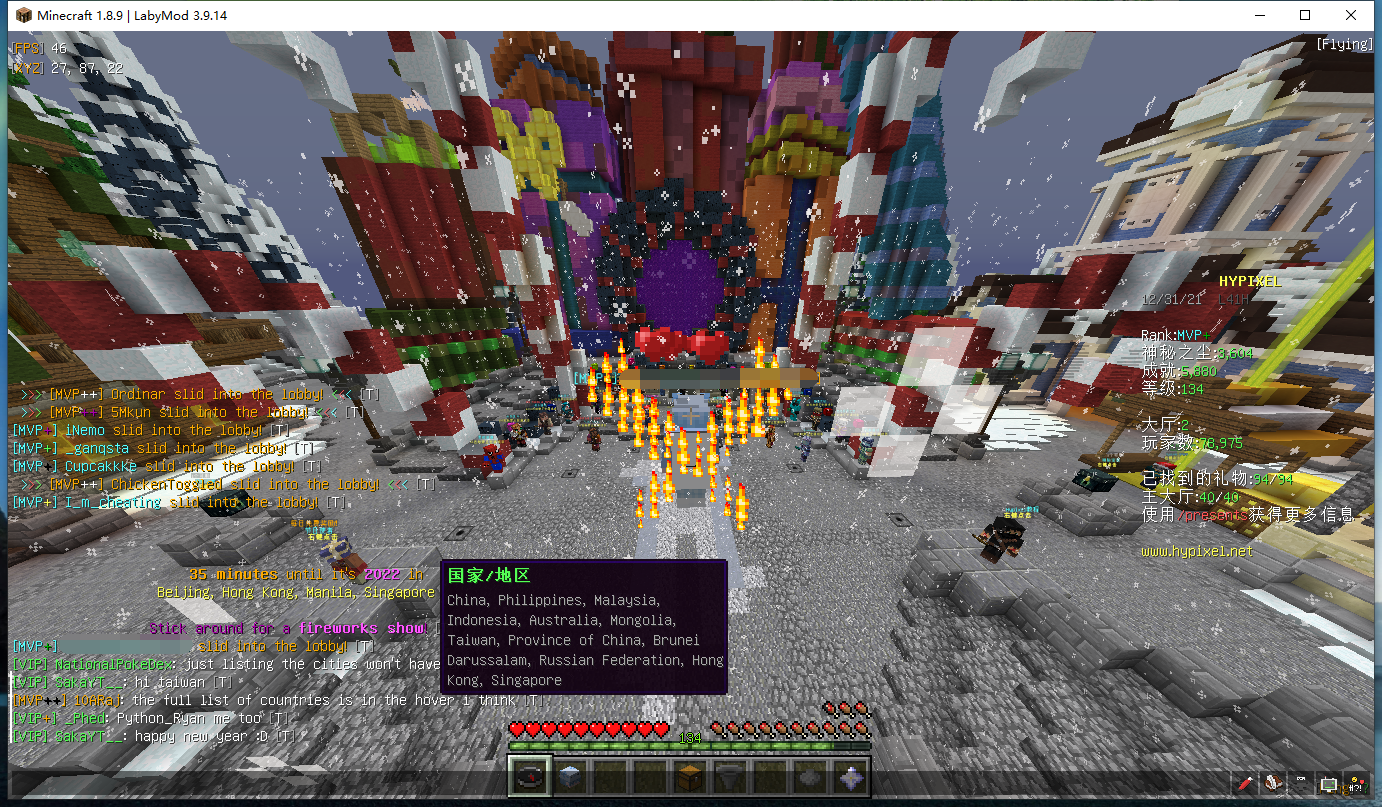 Minecraft 1.8.9 | LabyMod 3.9.14
[FPS] 46
[Flying]
[XYZ] 27, 87, 22
HYPIXEL
12/31/21 L41H
Rank:MVP+
神秘之尘:3,604
成就:5,880
等级:134
大厅:2
玩家数:78,975
已找到的礼物:94/94
主大厅:40/40
使用/presents获得更多信息
www.hypixel.net
>>> [MVP++] Ordinar slid into the lobby! <<< [T]
>>> [MVP++] 5Mkyn slid into the lobby! <<< [T]
[MVP+] iNemo slid into the lobby! [T]
[MVP+] _gangsta slid into the lobby! [T]
[MVP+] CupcakkKe slid into the lobby! [T]
>>> [MVP++] ChickenToggled slid into the lobby! <<< [T]
[MVP+] I_m_cheating slid into the lobby! [T]
右键点击
35 minutes until it's 2022 in
Beijing, Hong Kong, Manila, Singapore
Stick around for a fireworks show!
[MVP+] slid into the lobby! [T]
[VIP] NationalPokeDex: just listing the cities won't have
[VIP] SakaYT__: hi taiwan [T]
[MVP++] 10ARaj: the full list of countries is in the hover i think [T]
[VIP+] _Phed: Python_Ryan me too [T]
[VIP] SakaYT__: happy new year :D [T]
国家/地区
China, Philippines, Malaysia,
Indonesia, Australia, Mongolia,
Taiwan, Province of China, Brunei
Darussalam, Russian Federation, Hong
Kong, Singapore
134